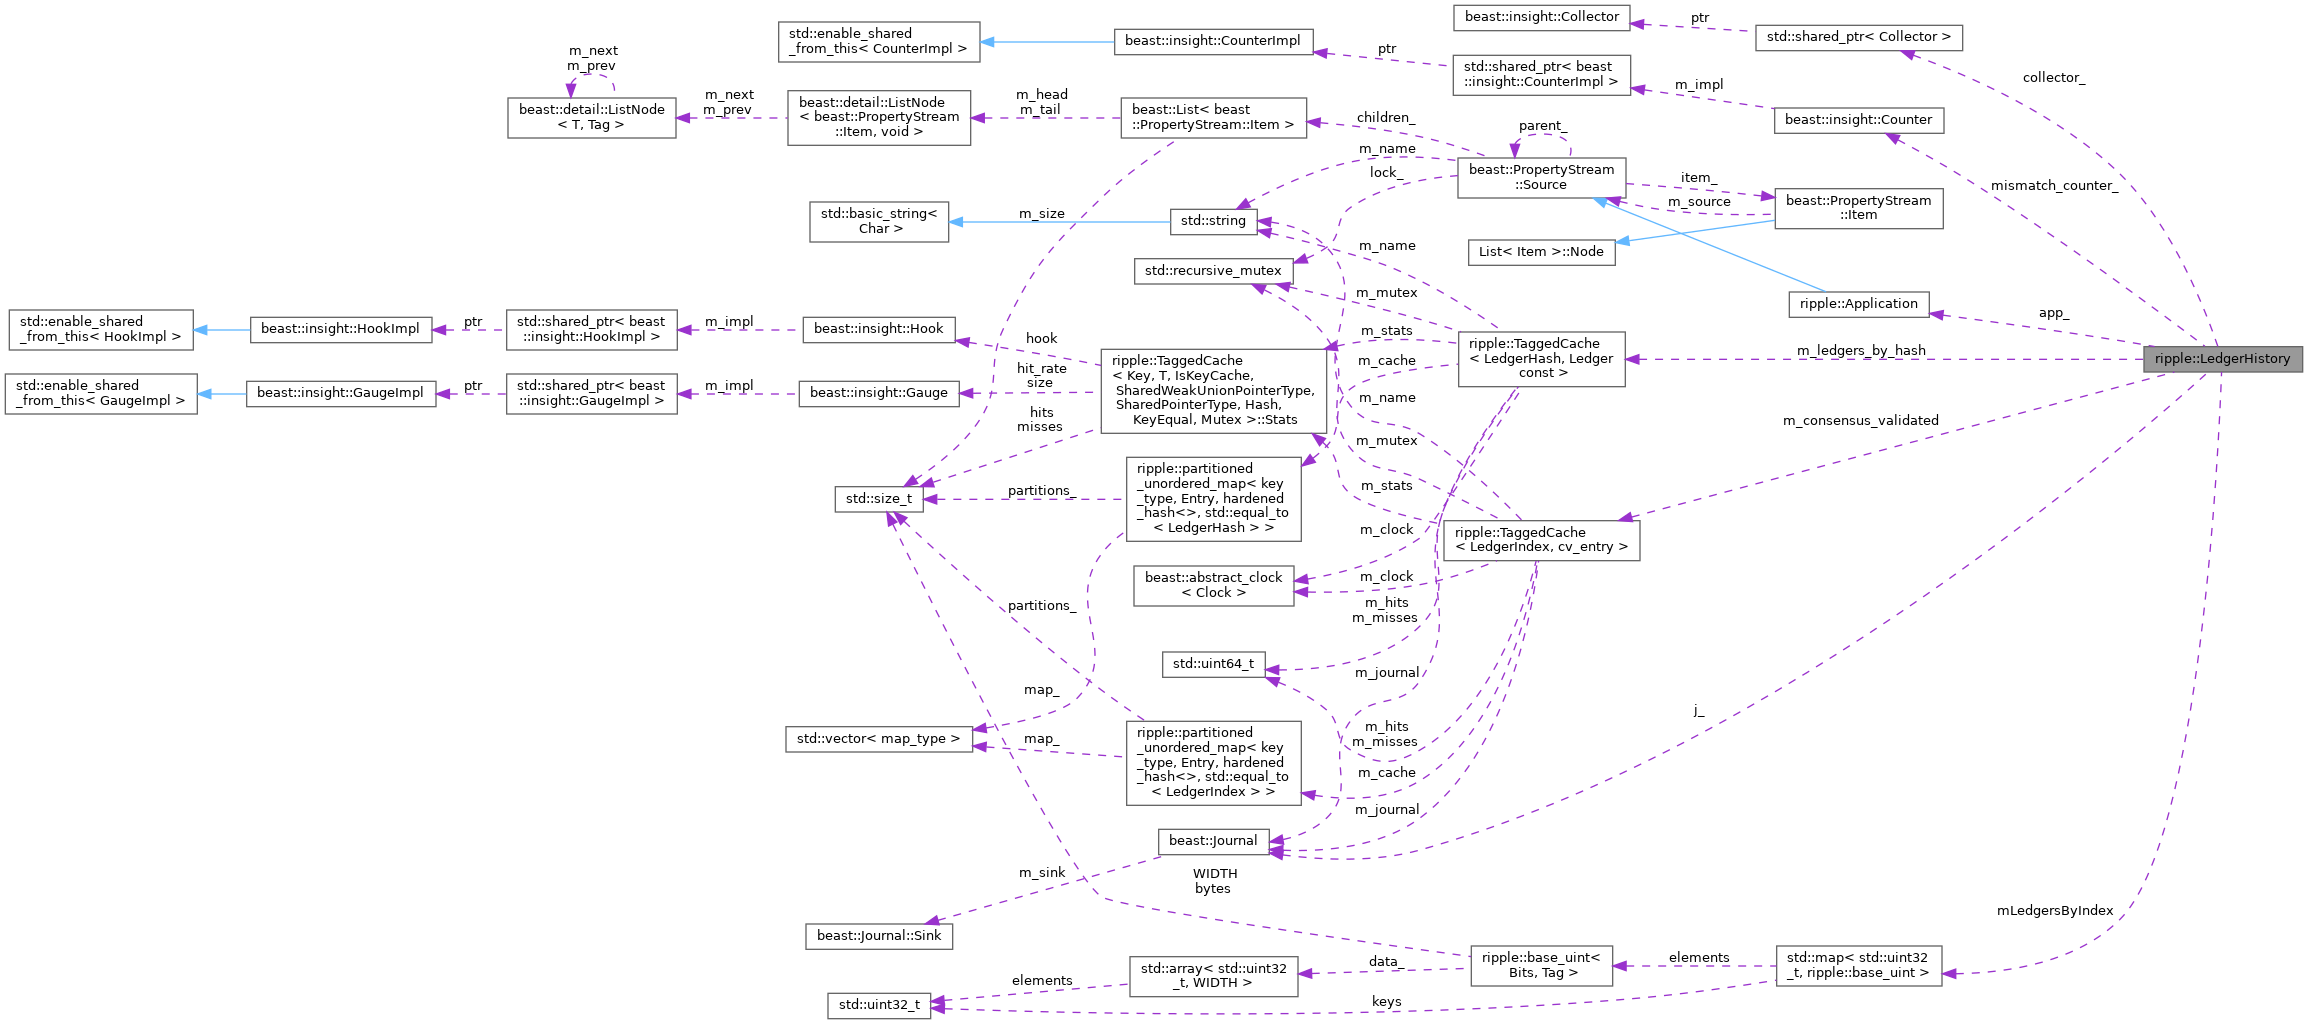 beast::insight::Collector
ptr
std::shared_ptr< Collector >
collector_
std::enable_shared
_from_this< CounterImpl >
beast::insight::CounterImpl
ptr
std::shared_ptr< beast
::insight::CounterImpl >
m_impl
beast::insight::Counter
mismatch_counter_
m_next
m_prev
beast::detail::ListNode
< T, Tag >
m_next
m_prev
beast::detail::ListNode
< beast::PropertyStream
::Item, void >
m_head
m_tail
beast::List< beast
::PropertyStream::Item >
children_
parent_
m_name
lock_
beast::PropertyStream
::Source
item_
m_source
beast::PropertyStream
::Item
std::basic_string<
Char >
m_size
std::string
m_name
List< Item >::Node
std::recursive_mutex
m_mutex
ripple::Application
app_
std::enable_shared
_from_this< HookImpl >
beast::insight::HookImpl
ptr
std::shared_ptr< beast
::insight::HookImpl >
m_impl
beast::insight::Hook
hook
m_stats
ripple::TaggedCache
< LedgerHash, Ledger
const >
m_ledgers_by_hash
ripple::LedgerHistory
std::enable_shared
_from_this< GaugeImpl >
beast::insight::GaugeImpl
ptr
std::shared_ptr< beast
::insight::GaugeImpl >
m_impl
beast::insight::Gauge
hit_rate
size
hits
misses
ripple::TaggedCache
< Key, T, IsKeyCache,
SharedWeakUnionPointerType,
SharedPointerType, Hash,
KeyEqual, Mutex >::Stats
m_cache
m_name
m_mutex
m_stats
m_consensus_validated
std::size_t
partitions_
ripple::partitioned
_unordered_map< key
_type, Entry, hardened
_hash<>, std::equal_to
< LedgerHash > >
m_clock
ripple::TaggedCache
< LedgerIndex, cv_entry >
beast::abstract_clock
< Clock >
m_clock
partitions_
m_hits
m_misses
std::uint64_t
m_journal
map_
std::vector< map_type >
map_
ripple::partitioned
_unordered_map< key
_type, Entry, hardened
_hash<>, std::equal_to
< LedgerIndex > >
m_hits
m_misses
m_cache
m_journal
j_
beast::Journal
m_sink
WIDTH
bytes
beast::Journal::Sink
mLedgersByIndex
std::uint32_t
elements
std::array< std::uint32
_t, WIDTH >
data_
ripple::base_uint<
Bits, Tag >
elements
std::map< std::uint32
_t, ripple::base_uint >
keys